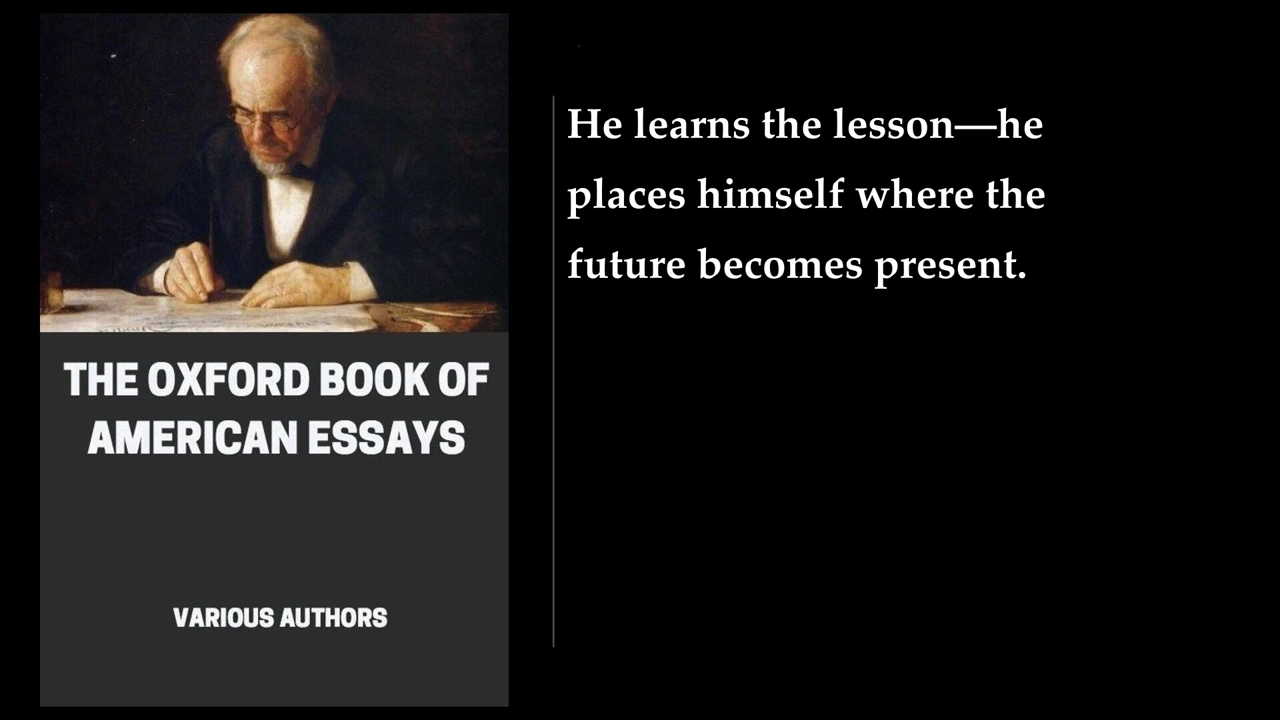 THE OXFORD BOOK OF
AMERICAN ESSAYS
VARIOUS AUTHORS
He learns the lesson—he
places himself where the
future becomes present.